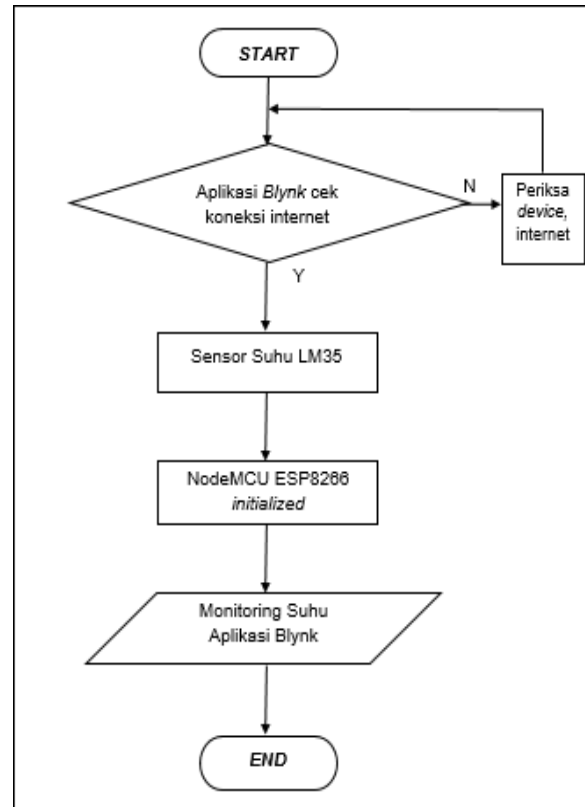 START
Aplikasi Blynk cek
koneksi internet
N
Periksa
device,
internet
Y
Sensor Suhu LM35
NodeMCU ESP8266
initialized
Monitoring Suhu
Aplikasi Blynk
END